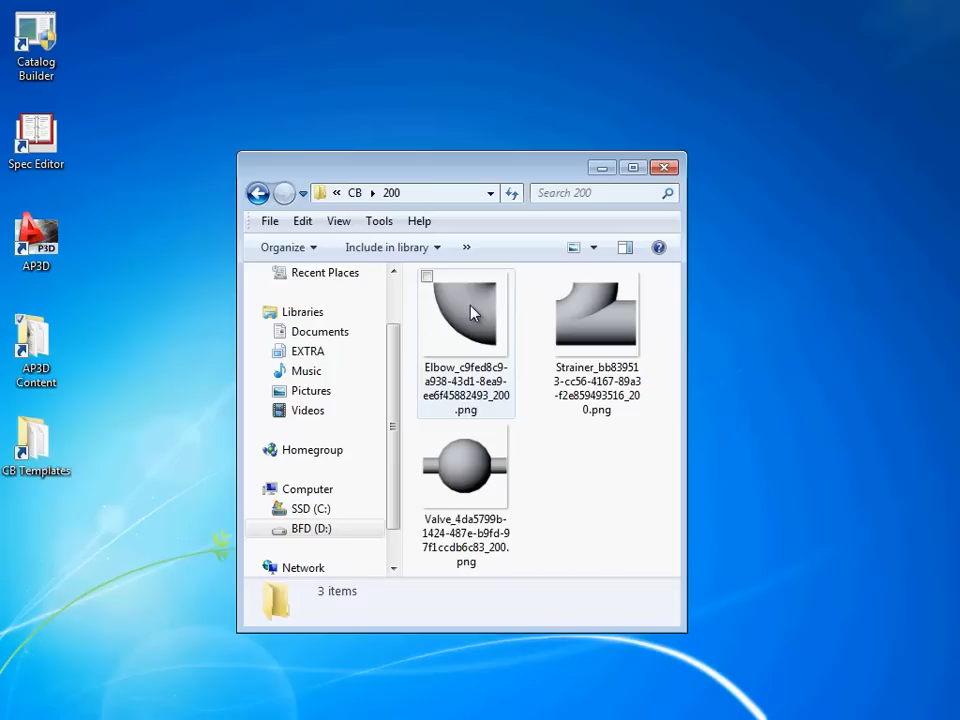 Catalog
Builder
Spec Editor
P3D
AP3D
AP3D
Content
CB Templates
« CB 200
Search 200
File Edit View Tools Help
Organize Include in library »
Recent Places
Libraries
Documents
EXTRA
Music
Pictures
Videos
Homegroup
Computer
SSD (C:)
BFD (D:)
Network
Elbow_c9fed8c9-
a938-43d1-8ea9-
ee6f45882493_200
.png
Strainer_bb83951
3-cc56-4167-89a3
-f2e859493516_20
0.png
Valve_4da5799b-
1424-487e-b9fd-9
7f1ccdb6c83_200.
png
3 items